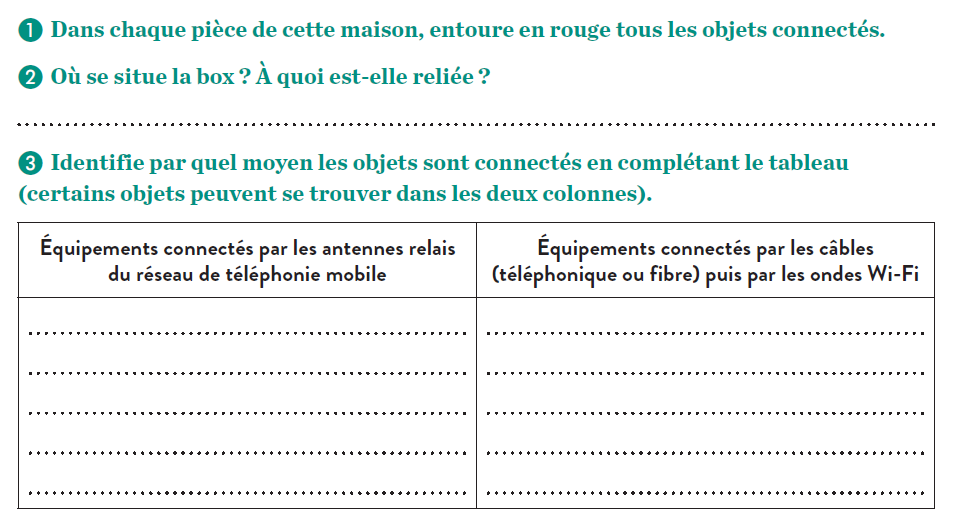 1 Dans chaque pièce de cette maison, entoure en rouge tous les objets connectés.
2 Où se situe la box ? À quoi est-elle reliée ?
3 Identifie par quel moyen les objets sont connectés en complétant le tableau
(certains objets peuvent se trouver dans les deux colonnes).
Équipements connectés par les antennes relais
du réseau de téléphonie mobile
Équipements connectés par les câbles
(téléphonique ou fibre) puis par les ondes Wi-Fi